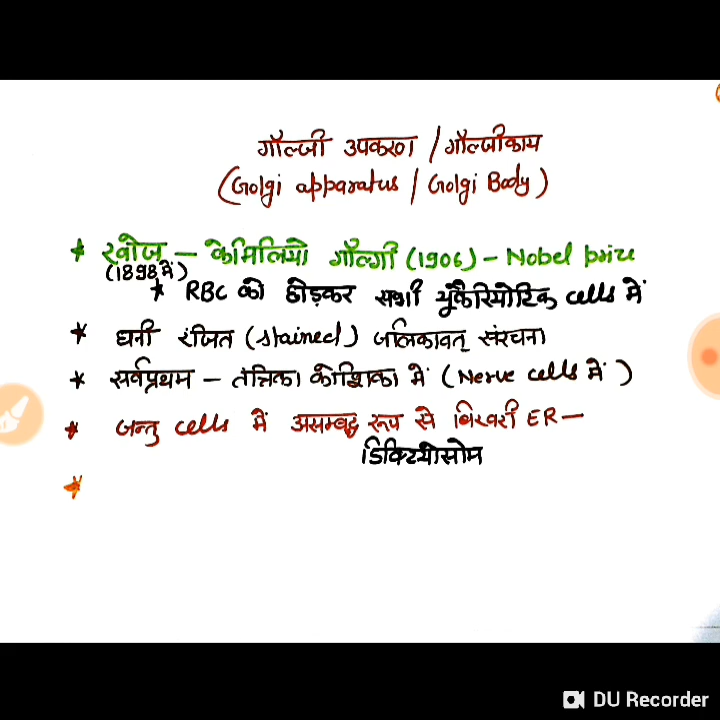 गॉल्जी उपकरण / गॉल्जीकाय
(Golgi apparatus / Golgi Body)
* खोज – केमिलियो गॉल्गी (1906) – Nobel prize
(1898 में)
* RBC को छोड़कर सभी यूकैरियोटिक cells में
* घनी रंजित (stained) जालिकावत् संरचना
* सर्वप्रथम – तंत्रिका कोशिका में (Nerve cells में)
* जन्तु cells में असम्बद्ध रूप से बिखरी ER –
डिक्टियोसोम
*
DU Recorder